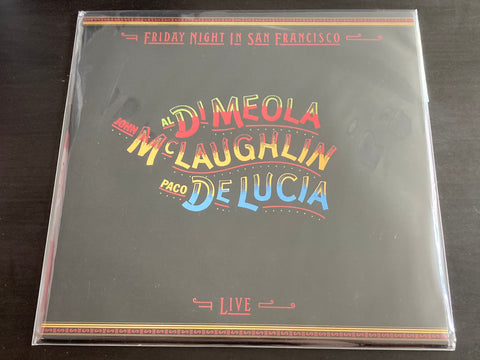 Friday Night In San Francisco
Al Di Meola
John McLaughlin
Paco De Lucia
Live